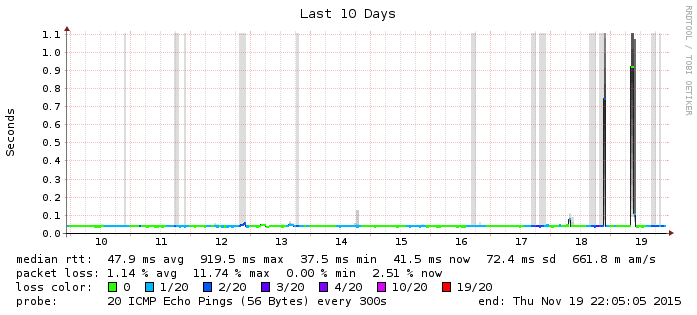 Last 10 Days
RRDTOOL / TOBI OETIKER
Seconds
1.1
1.0
0.9
0.8
0.7
0.6
0.5
0.4
0.3
0.2
0.1
0.0
10 11 12 13 14 15 16 17 18 19
median rtt: 47.9 ms avg 919.5 ms max 37.5 ms min 41.5 ms now 72.4 ms sd 661.8 m am/s
packet loss: 1.14 % avg 11.74 % max 0.00 % min 2.51 % now
loss color: 0 1/20 2/20 3/20 4/20 10/20 19/20
probe: 20 ICMP Echo Pings (56 Bytes) every 300s end: Thu Nov 19 22:05:05 2015